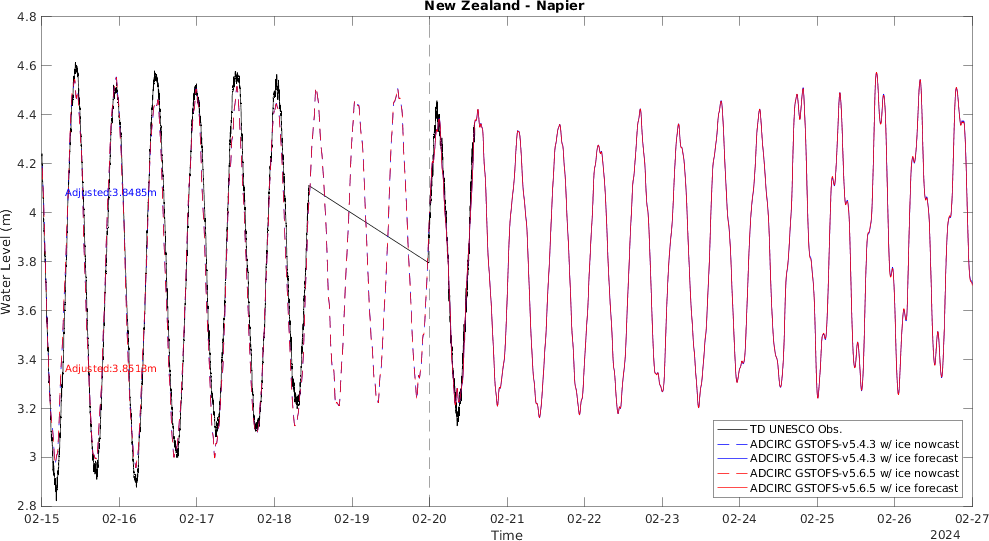 New Zealand - Napier
4.8
4.6
4.4
4.2
4
3.8
3.6
3.4
3.2
3
2.8
Water Level (m)
Adjusted:3.8485m
Adjusted:3.8513m
TD UNESCO Obs.
ADCIRC GSTOFS-v5.4.3 w/ ice nowcast
ADCIRC GSTOFS-v5.4.3 w/ ice forecast
ADCIRC GSTOFS-v5.6.5 w/ ice nowcast
ADCIRC GSTOFS-v5.6.5 w/ ice forecast
02-15 02-16 02-17 02-18 02-19 02-20 02-21 02-22 02-23 02-24 02-25 02-26 02-27
Time
2024